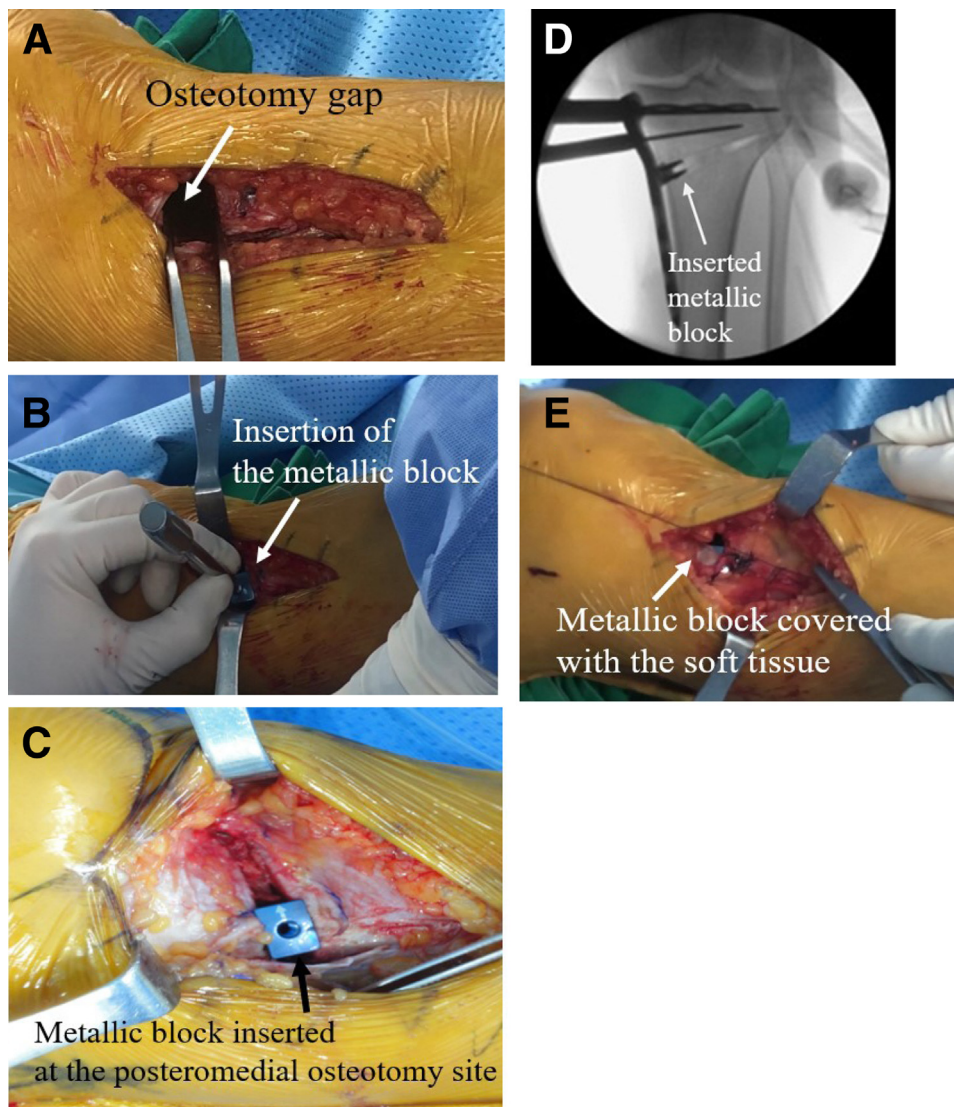 A
Osteotomy gap
B
Insertion of
the metallic block
C
Metallic block inserted
at the posteromedial osteotomy site
D
Inserted
metallic
block
E
Metallic block covered
with the soft tissue